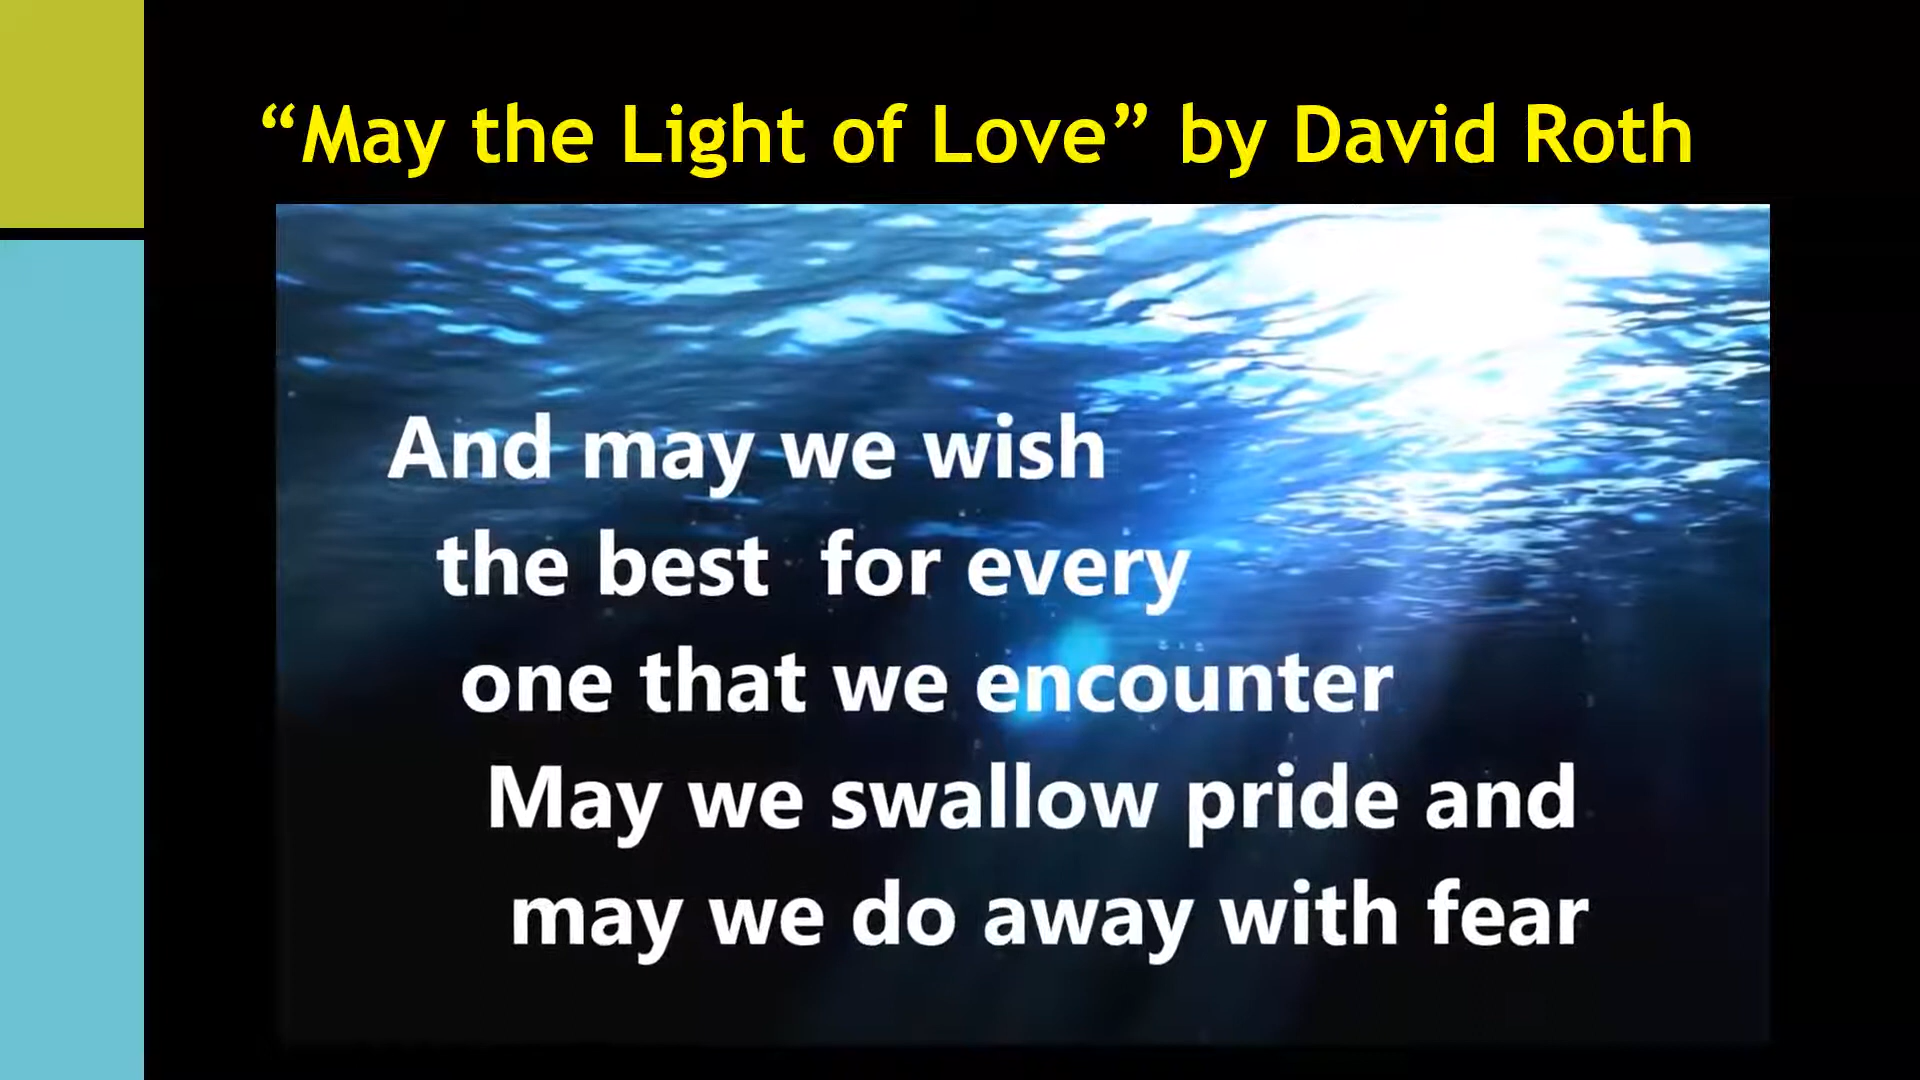 “May the Light of Love” by David Roth
And may we wish
the best  for every
one that we encounter
May we swallow pride and
may we do away with fear